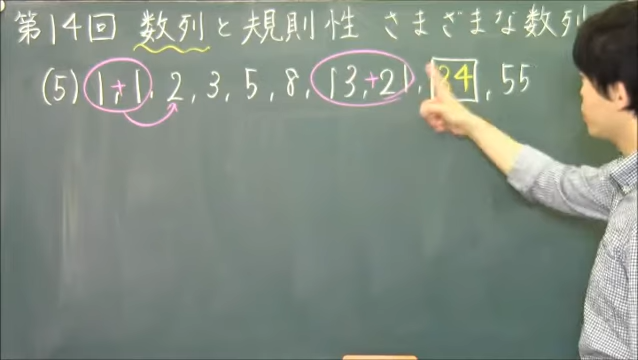 第14回 数列と規則性 さまざまな数列
(5) 1+1, 2, 3, 5, 8, 13,+21, 34, 55